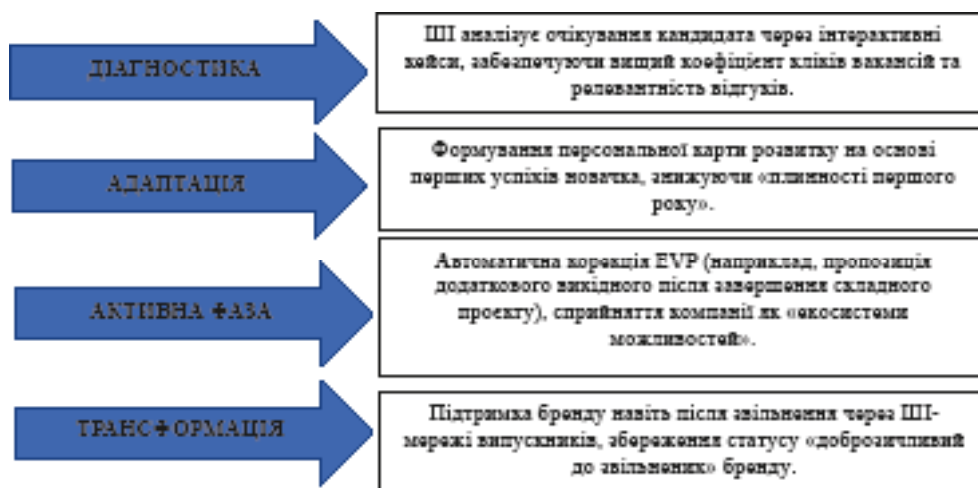 ДІАГНОСТИКА
ШІ аналізує очікування кандидата через інтерактивні
кейси, забезпечуючи вищий коефіцієнт кліків вакансій та
релевантність відгуків.
АДАПТАЦІЯ
Формування персональної карти розвитку на основі
перших успіхів новачка, знижуючи «плинності першого
року».
АКТИВНА ФАЗА
Автоматична корекція EVP (наприклад, пропозиція
додаткового вихідного після завершення складного
проєкту), сприйняття компанії як «екосистеми
можливостей».
ТРАНСФОРМАЦІЯ
Підтримка бренду навіть після звільнення через ШІ-
мережі випускників, збереження статусу «доброзичливий
до звільнених» бренду.